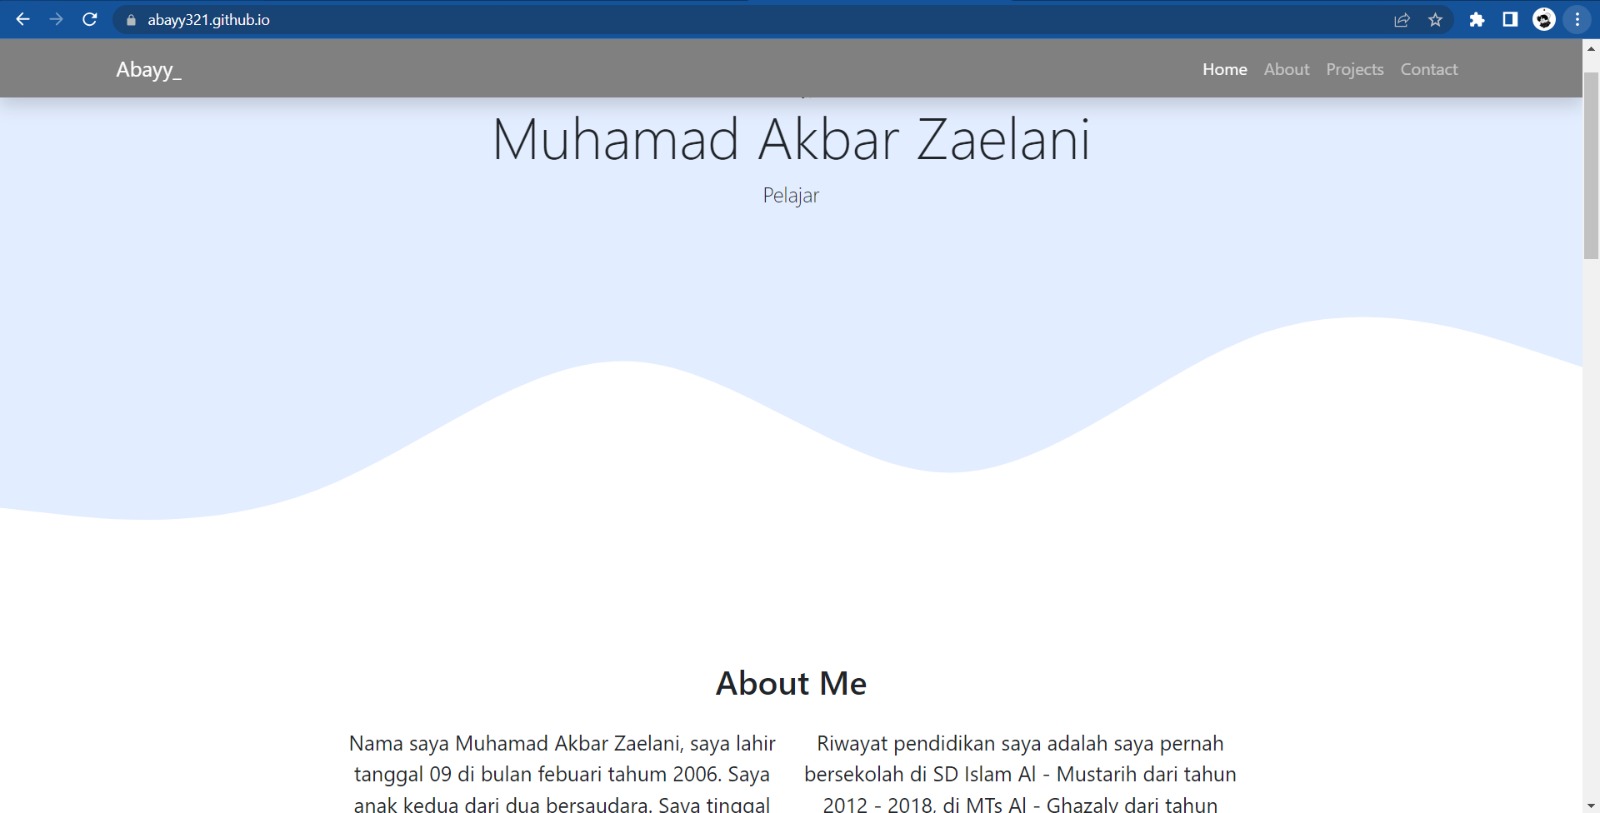 abayy321.github.io
Abayy_
Home About Projects Contact
Muhamad Akbar Zaelani
Pelajar
About Me
Nama saya Muhamad Akbar Zaelani, saya lahir
tanggal 09 di bulan febuari tahum 2006. Saya
anak kedua dari dua bersaudara. Saya tinggal
Riwayat pendidikan saya adalah saya pernah
bersekolah di SD Islam Al - Mustarih dari tahun
2012 - 2018, di MTs Al - Ghazaly dari tahun